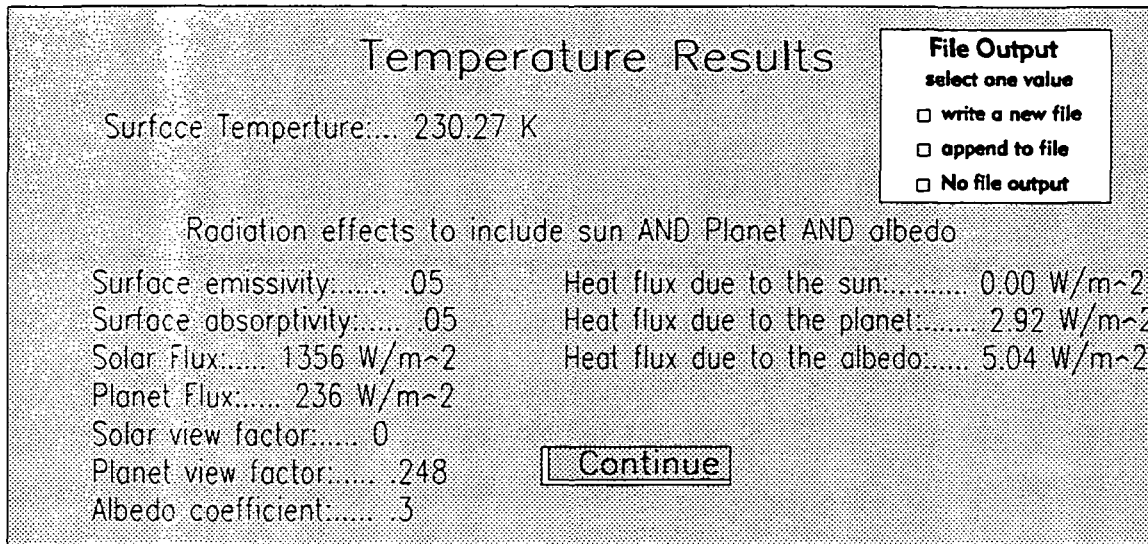 Temperature Results
File Output
select one value
□ write a new file
□ append to file
□ No file output
Surface Temperture:... 230.27 K
Radiation effects to include sun AND Planet AND albedo
Surface emissivity:...... .05
Surface absorptivity:..... .05
Solar Flux:..... 1356 W/m~2
Planet Flux:..... 236 W/m~2
Solar view factor:..... 0
Planet view factor:..... .248
Albedo coefficient:..... .3
Heat flux due to the sun:.......... 0.00 W/m~2
Heat flux due to the planet:....... 2.92 W/m~2
Heat flux due to the albedo:..... 5.04 W/m~2
Continue